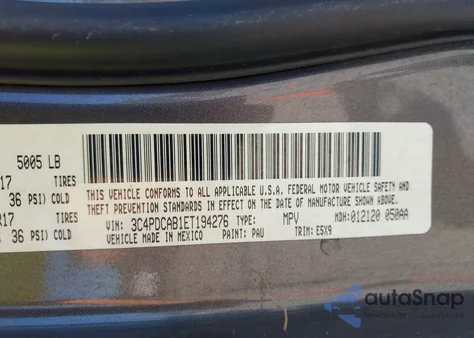 5005 LB
17 TIRES
36 PSI) COLD
R17 TIRES
36 PSI) COLD
THIS VEHICLE CONFORMS TO ALL APPLICABLE U.S.A. FEDERAL MOTOR VEHICLE SAFETY AND
THEFT PREVENTION STANDARDS IN EFFECT ON THE DATE OF MANUFACTURE SHOWN ABOVE.
VIN: 3C4PDCAB1ET194276 TYPE: MPV MDH: 012120 050AA
VEHICLE MADE IN MEXICO PAINT: PAU TRIM: E5X9
autoSnap